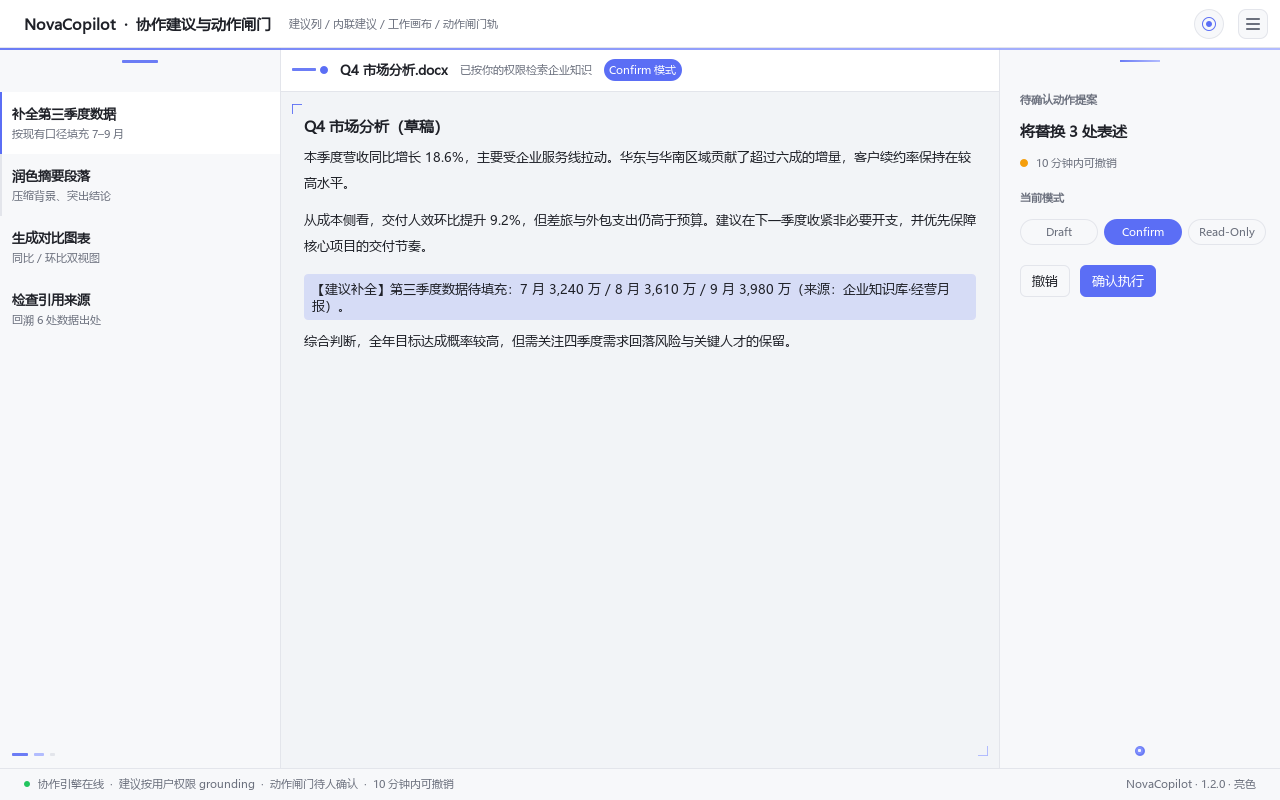 NovaCopilot · 协作建议与动作闸门
建议列 / 内联建议 / 工作画布 / 动作闸门轨
补全第三季度数据
按现有口径填充 7–9 月
润色摘要段落
压缩背景、突出结论
生成对比图表
同比 / 环比双视图
检查引用来源
回溯 6 处数据出处
Q4 市场分析.docx
已按你的权限检索企业知识
Confirm 模式
Q4 市场分析（草稿）
本季度营收同比增长 18.6%，主要受企业服务线拉动。华东与华南区域贡献了超过六成的增量，客户续约率保持在较
高水平。
从成本侧看，交付人效环比提升 9.2%，但差旅与外包支出仍高于预算。建议在下一季度收紧非必要开支，并优先保障
核心项目的交付节奏。
【建议补全】第三季度数据待填充：7 月 3,240 万 / 8 月 3,610 万 / 9 月 3,980 万（来源：企业知识库·经营月
报）。
综合判断，全年目标达成概率较高，但需关注四季度需求回落风险与关键人才的保留。
待确认动作提案
将替换 3 处表述
10 分钟内可撤销
当前模式
Draft
Confirm
Read-Only
撤销
确认执行
协作引擎在线 · 建议按用户权限 grounding · 动作闸门待人确认 · 10 分钟内可撤销
NovaCopilot · 1.2.0 · 亮色